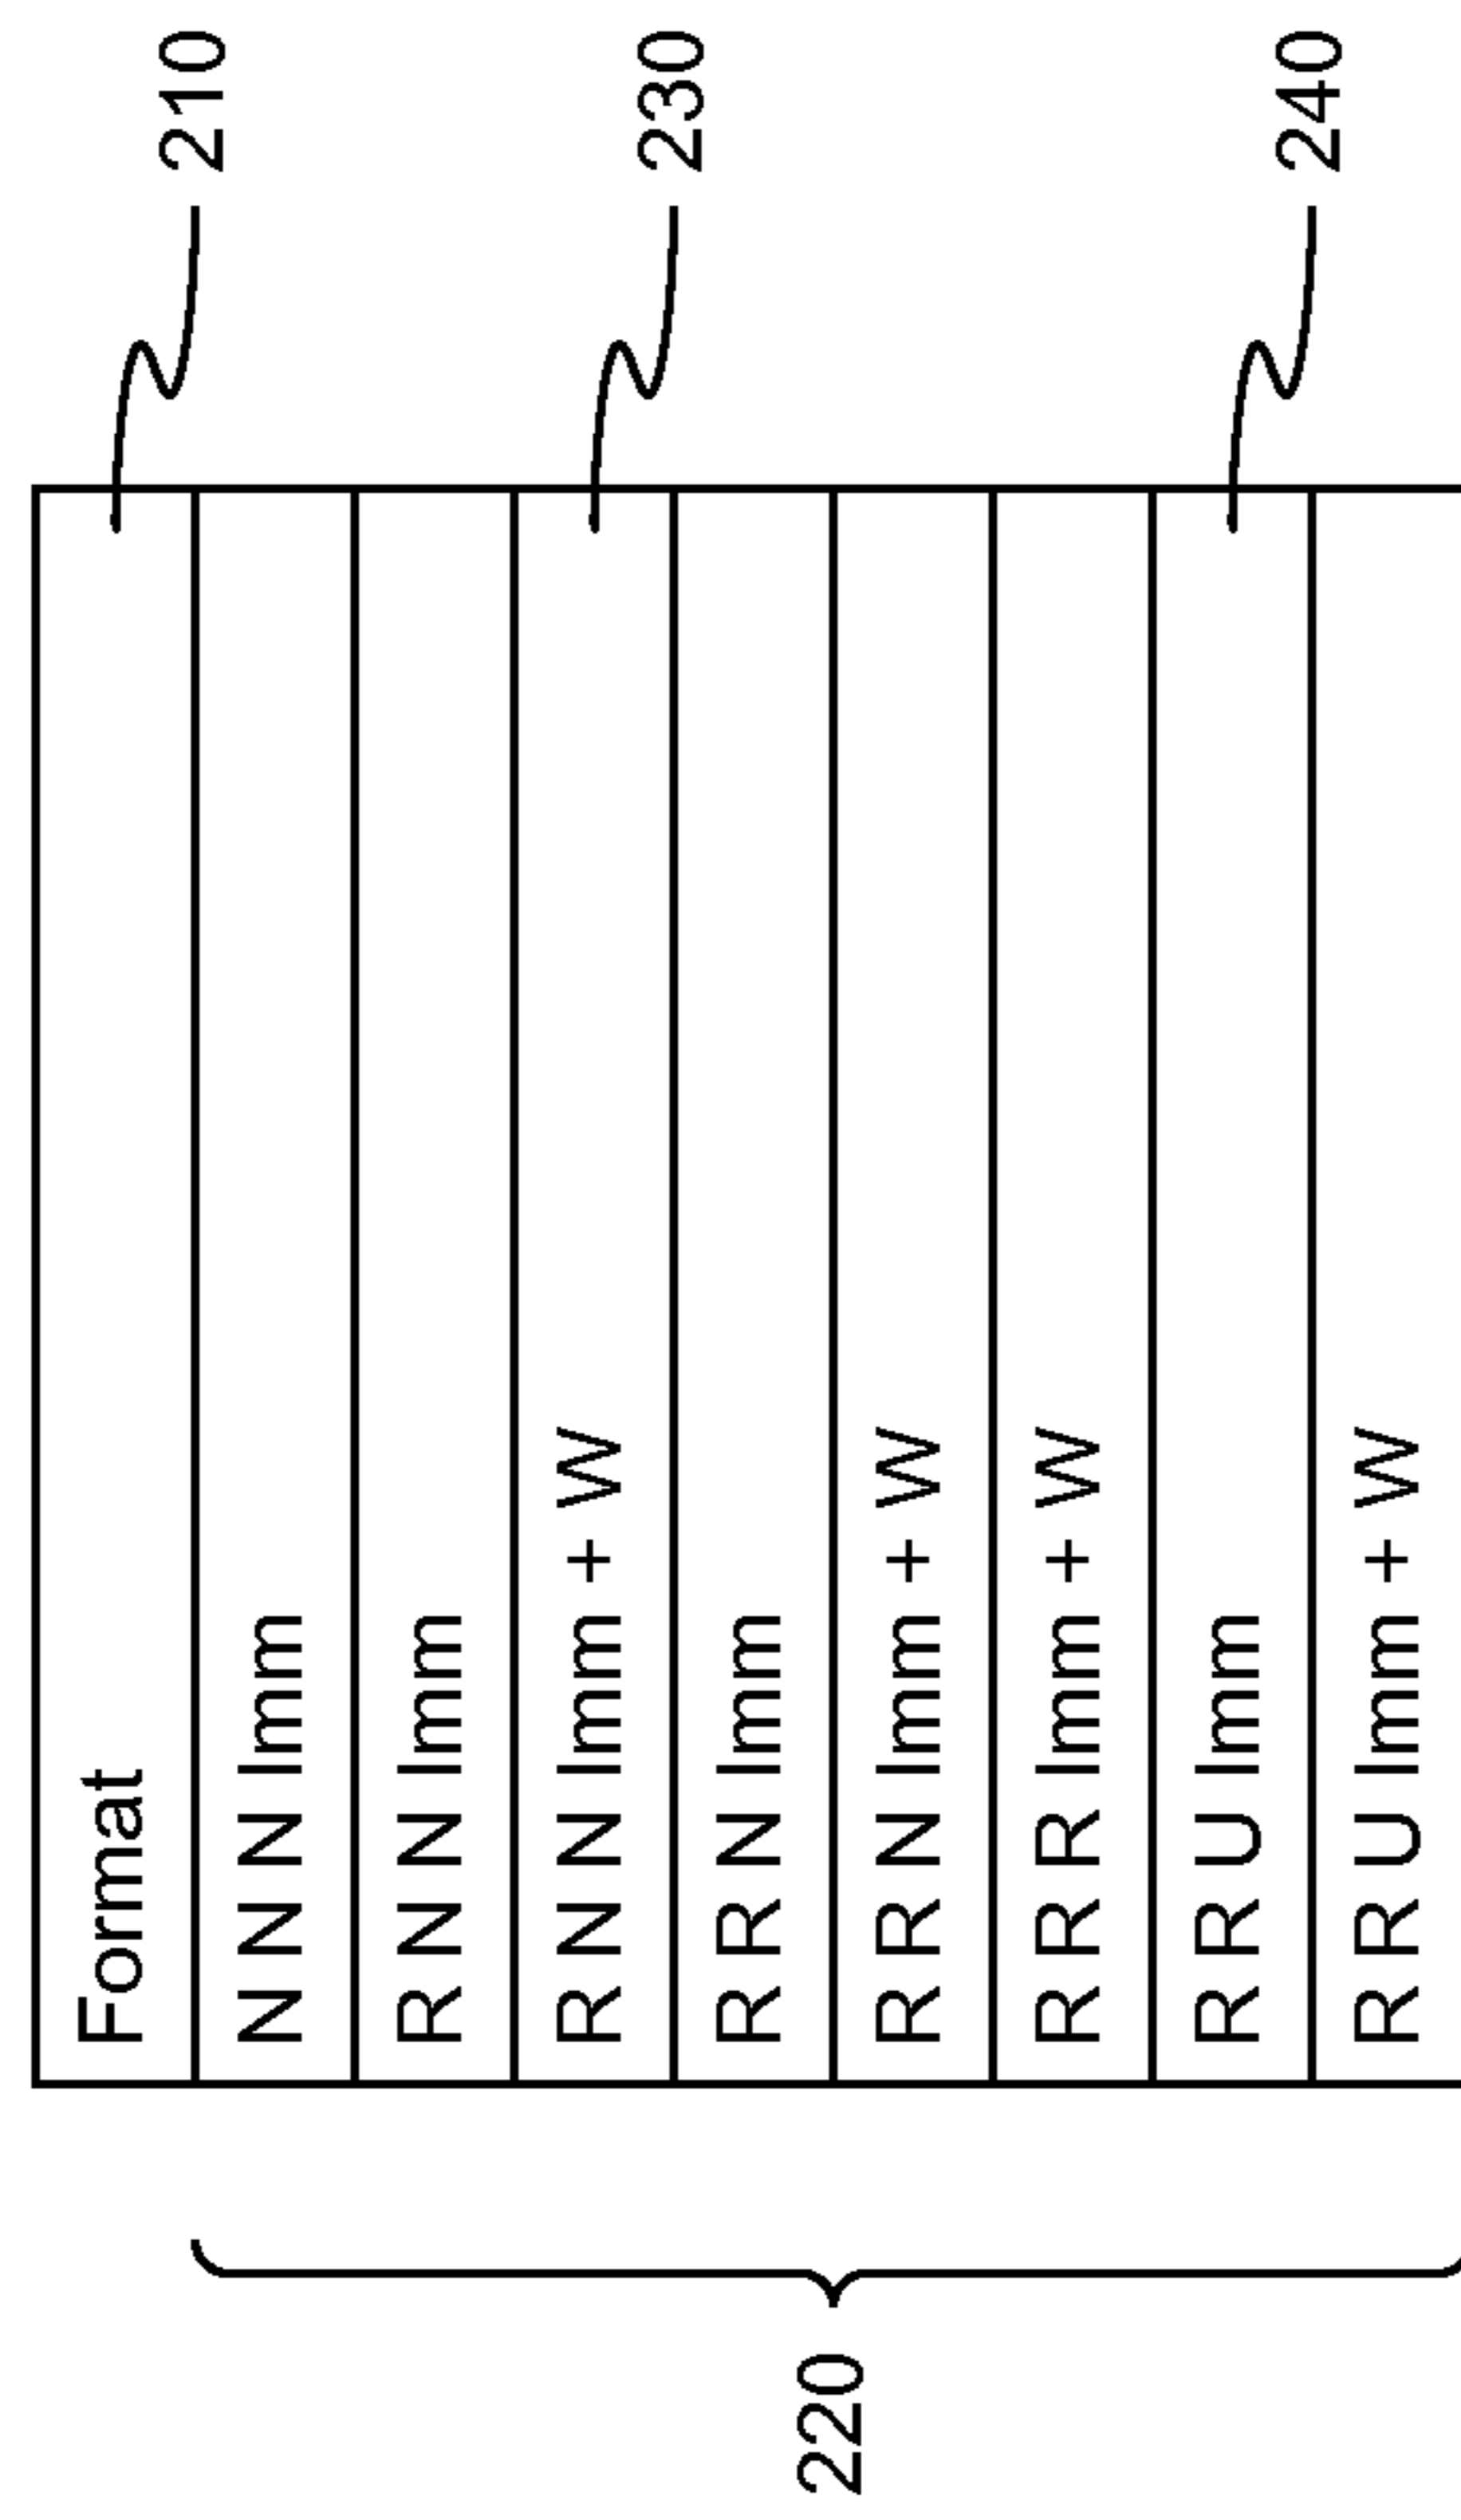 Format 210
N N N Imm
R N N Imm
R N N Imm + W 230
R R N Imm
220
R R N Imm + W
R R R Imm + W
R R U Imm 240
R R U Imm + W